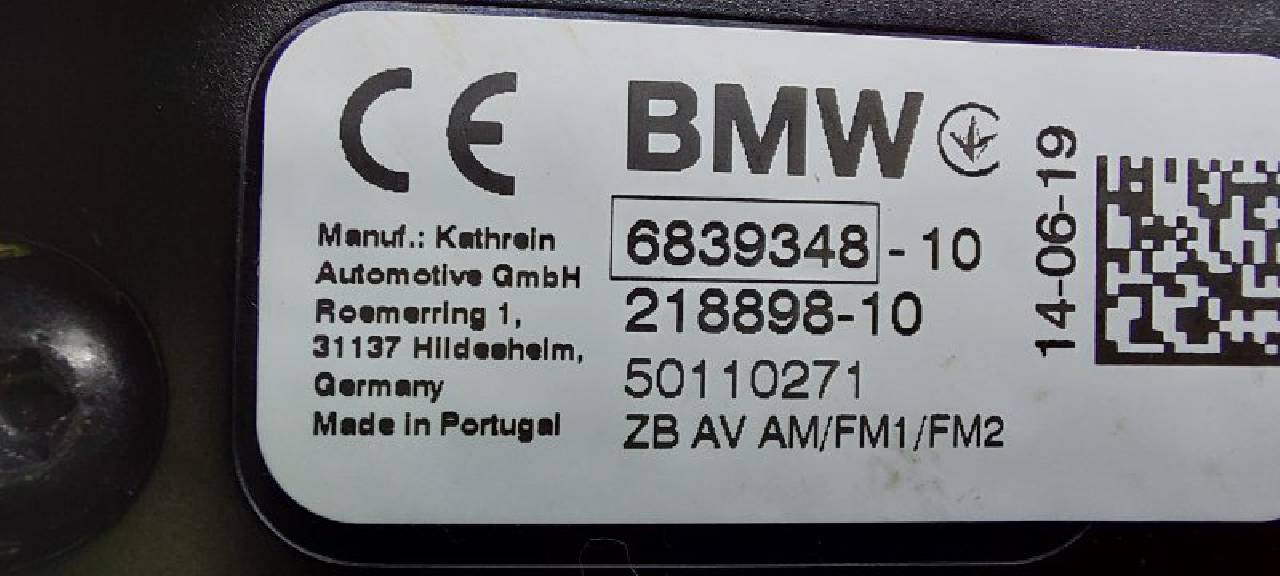 CE BMW
Manuf.: Kathrein
Automotive GmbH
Roemerring 1,
31137 Hildesheim,
Germany
Made in Portugal
6839348-10
218898-10
50110271
ZB AV AM/FM1/FM2
14-06-19